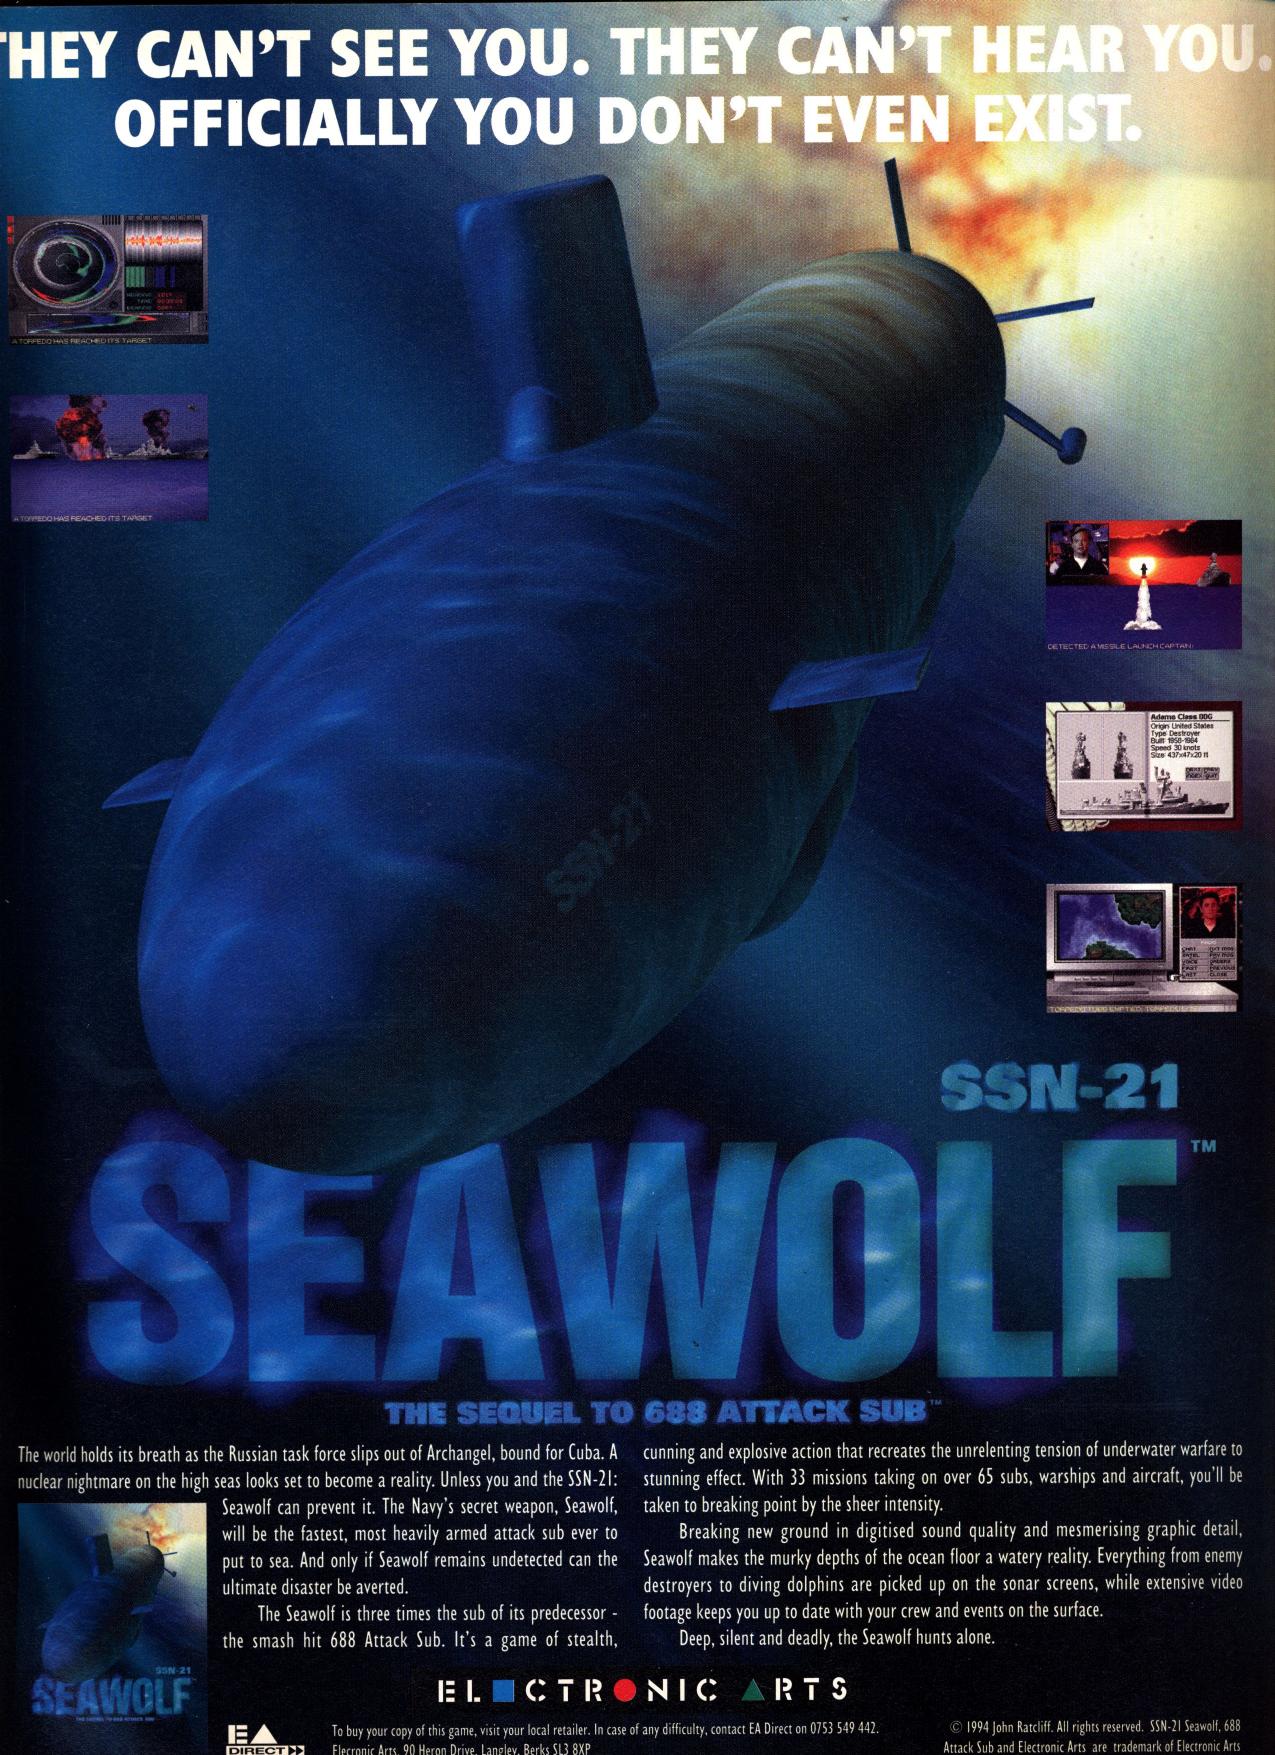 THEY CAN'T SEE YOU. THEY CAN'T HEAR YOU.
OFFICIALLY YOU DON'T EVEN EXIST.
A TORPEDO HAS REACHED ITS TARGET
A TORPEDO HAS REACHED ITS TARGET
DETECTED A MISSILE LAUNCH CAPTAIN!
Adams Class DDG
Origin: United States
Type: Destroyer
Built: 1958-1964
Speed: 30 knots
Size: 437x47x20 ft
SSN-21
RADIO
SSN-21
SEAWOLF™
THE SEQUEL TO 688 ATTACK SUB™
The world holds its breath as the Russian task force slips out of Archangel, bound for Cuba. A
nuclear nightmare on the high seas looks set to become a reality. Unless you and the SSN-21:
Seawolf can prevent it. The Navy's secret weapon, Seawolf,
will be the fastest, most heavily armed attack sub ever to
put to sea. And only if Seawolf remains undetected can the
ultimate disaster be averted.
The Seawolf is three times the sub of its predecessor -
the smash hit 688 Attack Sub. It's a game of stealth,
cunning and explosive action that recreates the unrelenting tension of underwater warfare to
stunning effect. With 33 missions taking on over 65 subs, warships and aircraft, you'll be
taken to breaking point by the sheer intensity.
Breaking new ground in digitised sound quality and mesmerising graphic detail,
Seawolf makes the murky depths of the ocean floor a watery reality. Everything from enemy
destroyers to diving dolphins are picked up on the sonar screens, while extensive video
footage keeps you up to date with your crew and events on the surface.
Deep, silent and deadly, the Seawolf hunts alone.
SSN-21
SEAWOLF
ELECTRONIC ARTS
EA
DIRECT
To buy your copy of this game, visit your local retailer. In case of any difficulty, contact EA Direct on 0753 549 442.
Elecronic Arts, 90 Heron Drive, Langley, Berks SL3 8XP
© 1994 John Ratcliff. All rights reserved. SSN-21 Seawolf, 688
Attack Sub and Electronic Arts are trademark of Electronic Arts